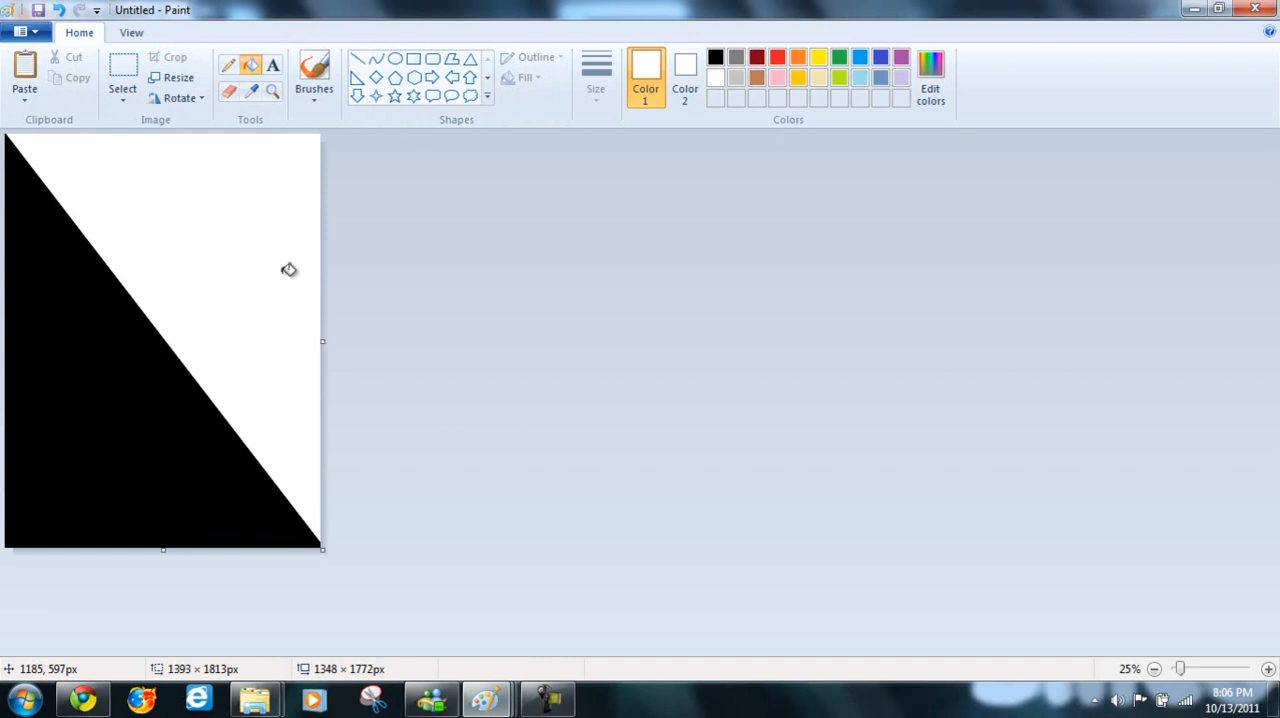 Untitled - Paint
Home View
Paste
Cut
Copy
Clipboard
Select
Crop
Resize
Rotate
Image
A
Tools
Brushes
Outline
Fill
Shapes
Size
Color 1
Color 2
Edit colors
Colors
1185, 597px
1393 × 1813px
1348 × 1772px
25%
8:06 PM
10/13/2011